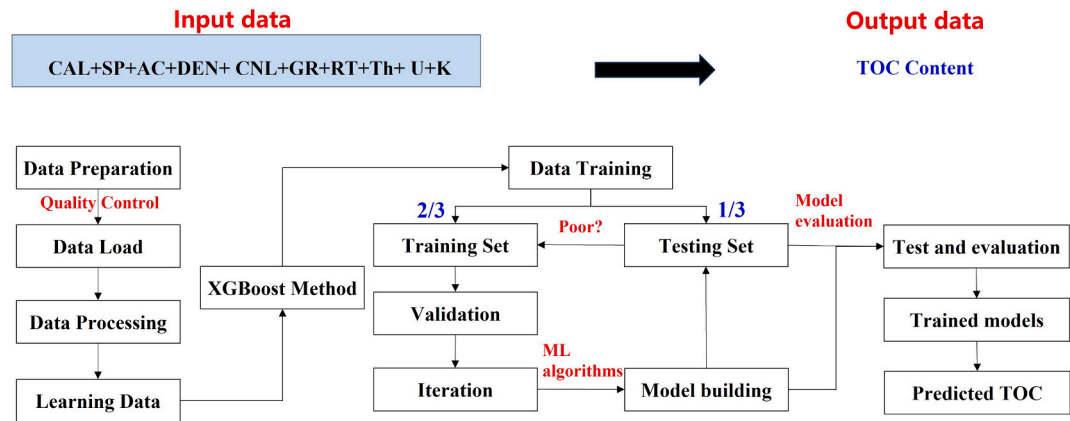 Input data
Output data
CAL+SP+AC+DEN+ CNL+GR+RT+Th+ U+K
TOC Content
Data Preparation
Quality Control
Data Load
Data Processing
Learning Data
XGBoost Method
Data Training
2/3
1/3
Training Set
Poor?
Testing Set
Validation
Iteration
ML
algorithms
Model building
Model
evaluation
Test and evaluation
Trained models
Predicted TOC